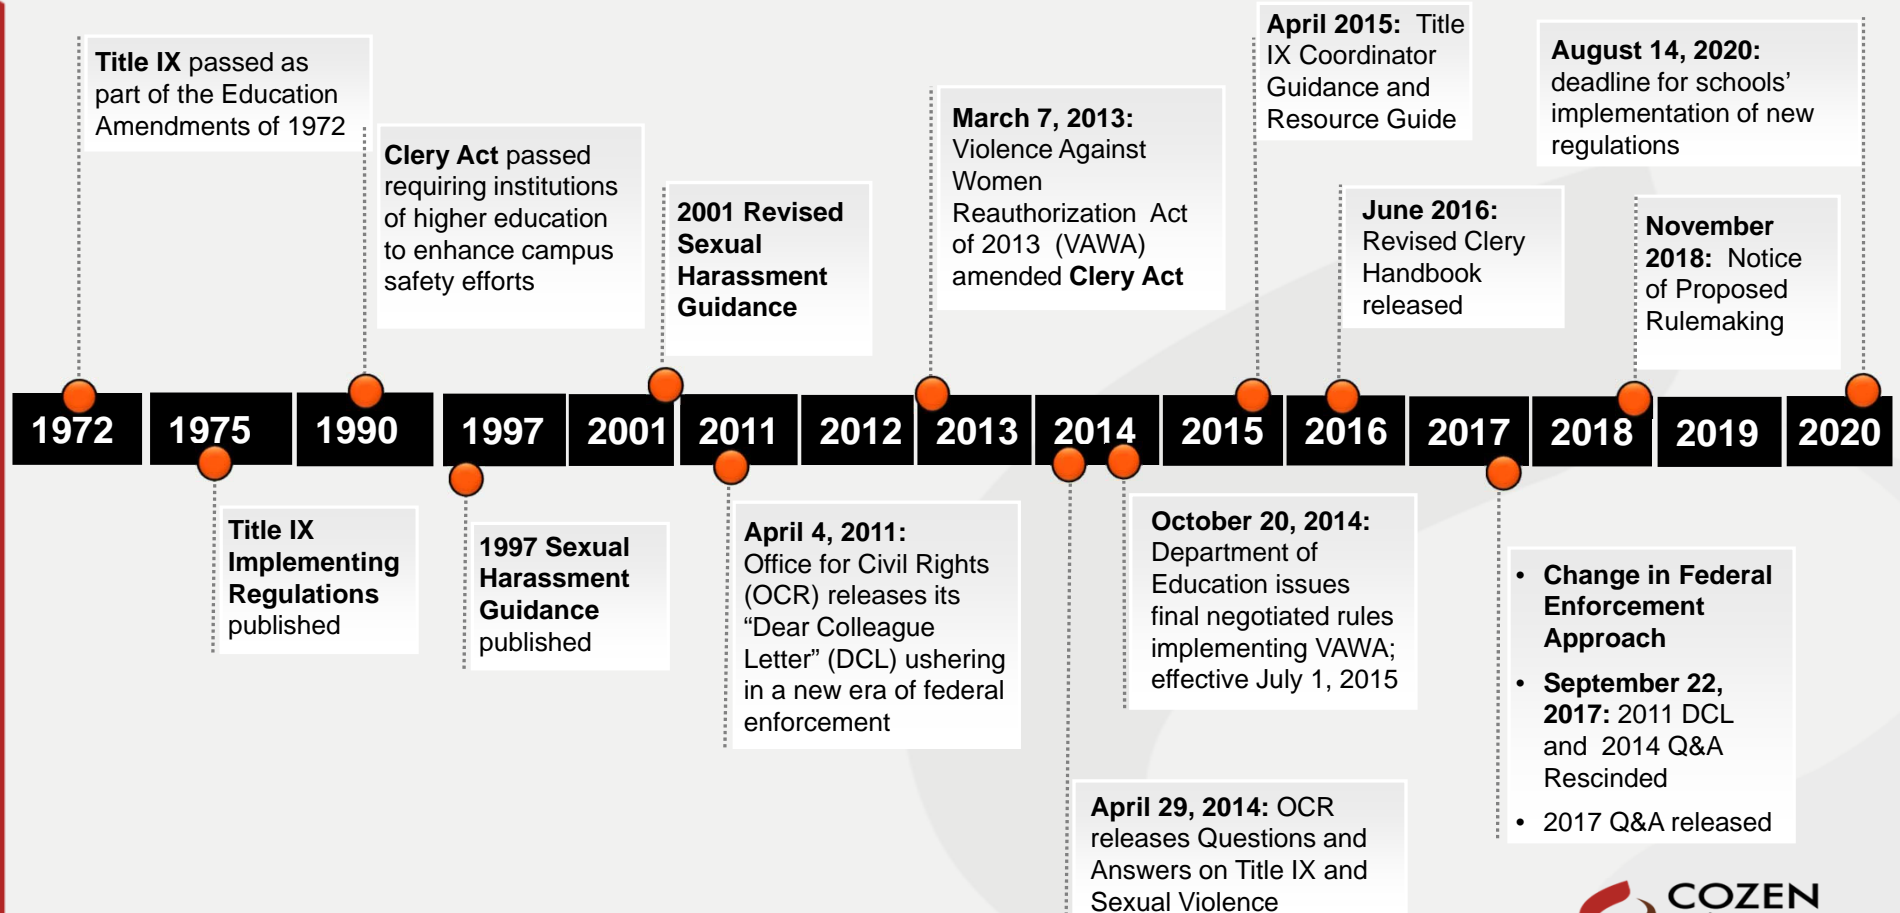 Title IX passed as
part of the Education
Amendments of 1972
Clery Act passed
requiring institutions
of higher education
to enhance campus
safety efforts
2001 Revised
Sexual
Harassment
Guidance
March 7, 2013:
Violence Against
Women
Reauthorization Act
of 2013 (VAWA)
amended Clery Act
April 2015: Title
IX Coordinator
Guidance and
Resource Guide
June 2016:
Revised Clery
Handbook
released
August 14, 2020:
deadline for schools’
implementation of new
regulations
November
2018: Notice
of Proposed
Rulemaking
1972 1975 1990 1997 2001 2011 2012 2013 2014 2015 2016 2017 2018 2019 2020
Title IX
Implementing
Regulations
published
1997 Sexual
Harassment
Guidance
published
April 4, 2011:
Office for Civil Rights
(OCR) releases its
“Dear Colleague
Letter” (DCL) ushering
in a new era of federal
enforcement
April 29, 2014: OCR
releases Questions and
Answers on Title IX and
Sexual Violence
October 20, 2014:
Department of
Education issues
final negotiated rules
implementing VAWA;
effective July 1, 2015
• Change in Federal
Enforcement
Approach
• September 22,
2017: 2011 DCL
and 2014 Q&A
Rescinded
• 2017 Q&A released
COZEN